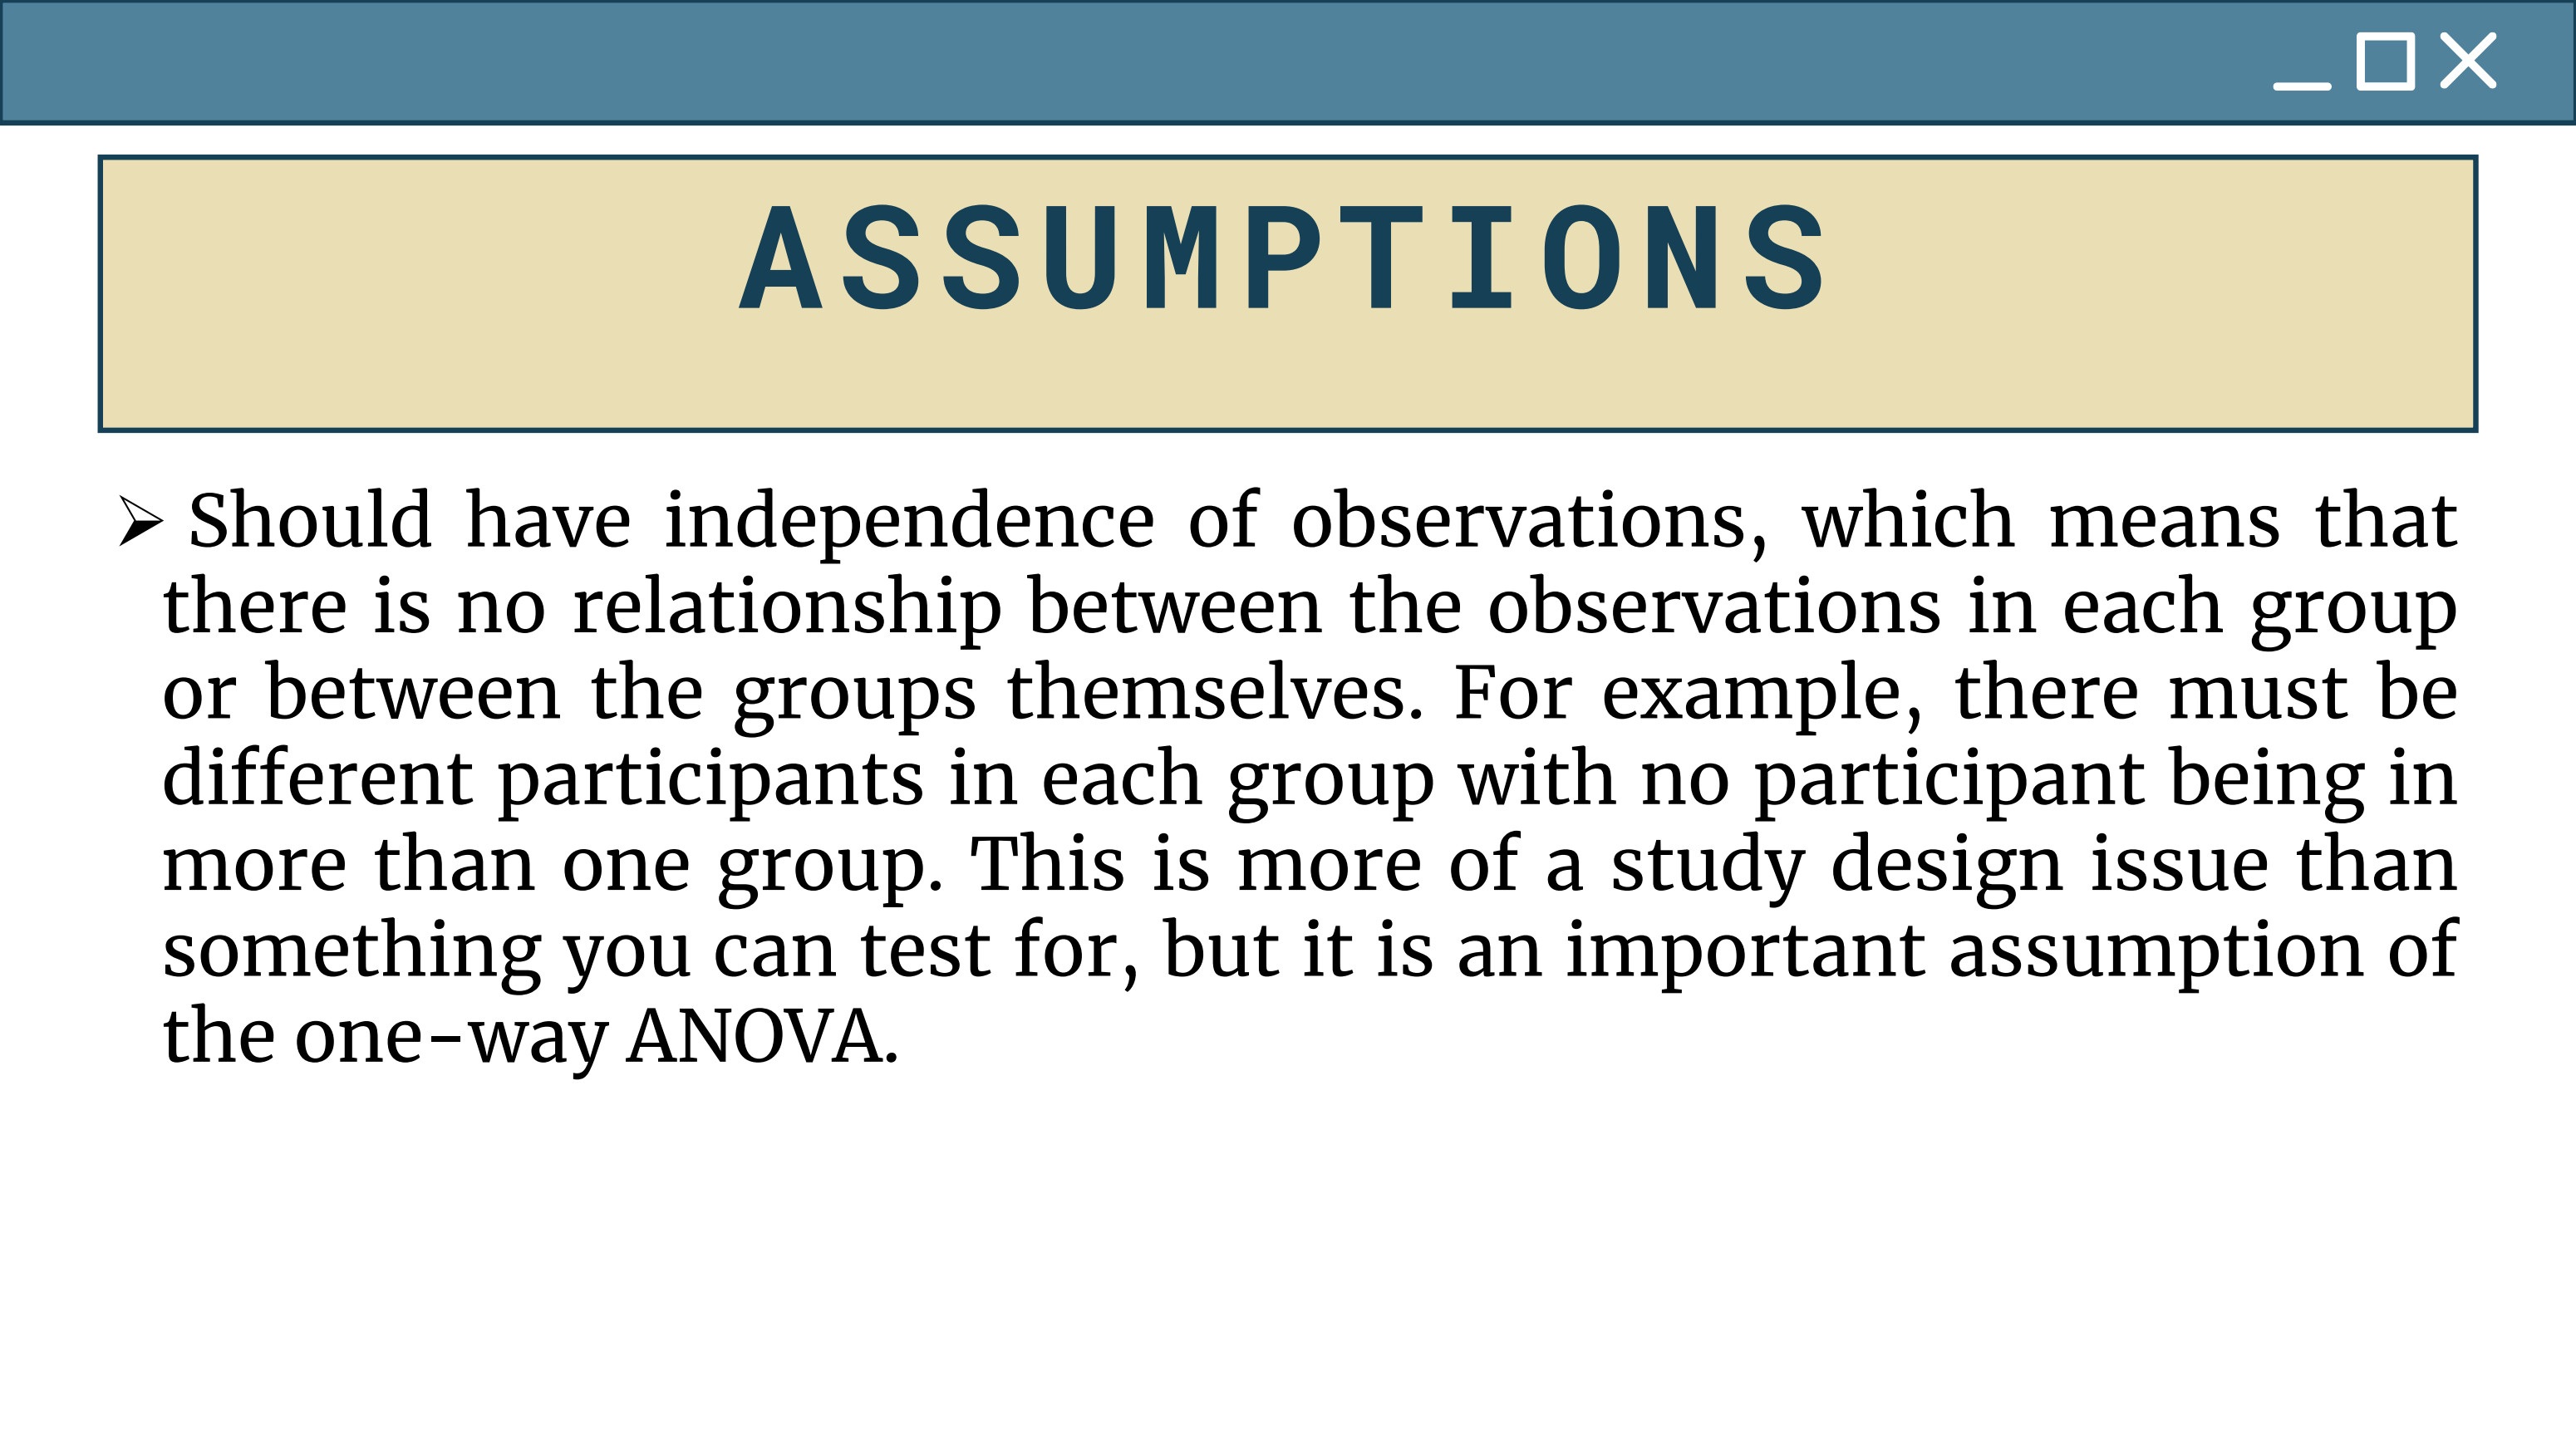 ASSUMPTIONS
➢ Should have independence of observations, which means that
there is no relationship between the observations in each group
or between the groups themselves. For example, there must be
different participants in each group with no participant being in
more than one group. This is more of a study design issue than
something you can test for, but it is an important assumption of
the one-way ANOVA.